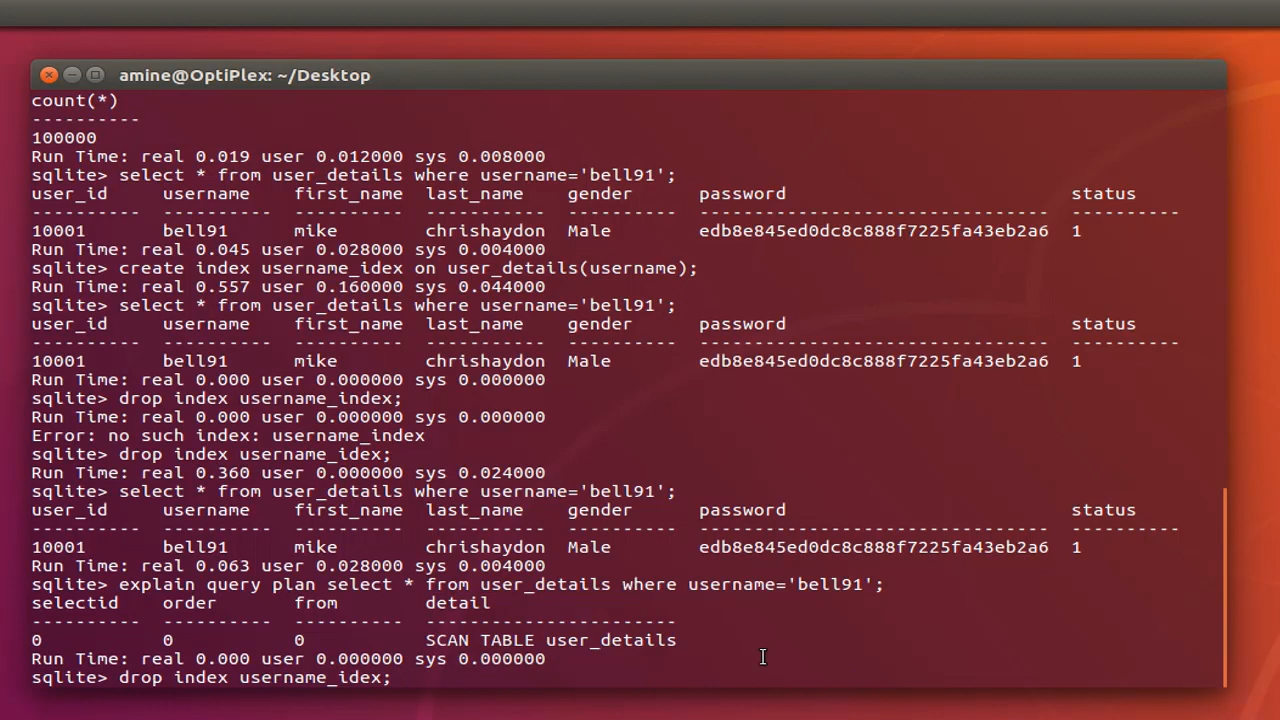 amine@OptiPlex: ~/Desktop
count(*)
----------
100000
Run Time: real 0.019 user 0.012000 sys 0.008000
sqlite> select * from user_details where username='bell91';
user_id     username    first_name  last_name    gender      password                          status
----------  ----------  ----------  -----------  ----------  --------------------------------  ----------
10001       bell91      mike        chrishaydon  Male        edb8e845ed0dc8c888f7225fa43eb2a6  1
Run Time: real 0.045 user 0.028000 sys 0.004000
sqlite> create index username_idex on user_details(username);
Run Time: real 0.557 user 0.160000 sys 0.044000
sqlite> select * from user_details where username='bell91';
user_id     username    first_name  last_name    gender      password                          status
----------  ----------  ----------  -----------  ----------  --------------------------------  ----------
10001       bell91      mike        chrishaydon  Male        edb8e845ed0dc8c888f7225fa43eb2a6  1
Run Time: real 0.000 user 0.000000 sys 0.000000
sqlite> drop index username_index;
Run Time: real 0.000 user 0.000000 sys 0.000000
Error: no such index: username_index
sqlite> drop index username_idex;
Run Time: real 0.360 user 0.000000 sys 0.024000
sqlite> select * from user_details where username='bell91';
user_id     username    first_name  last_name    gender      password                          status
----------  ----------  ----------  -----------  ----------  --------------------------------  ----------
10001       bell91      mike        chrishaydon  Male        edb8e845ed0dc8c888f7225fa43eb2a6  1
Run Time: real 0.063 user 0.028000 sys 0.004000
sqlite> explain query plan select * from user_details where username='bell91';
selectid    order       from        detail
----------  ----------  ----------  -----------------------
0           0           0           SCAN TABLE user_details
Run Time: real 0.000 user 0.000000 sys 0.000000
sqlite> drop index username_idex;